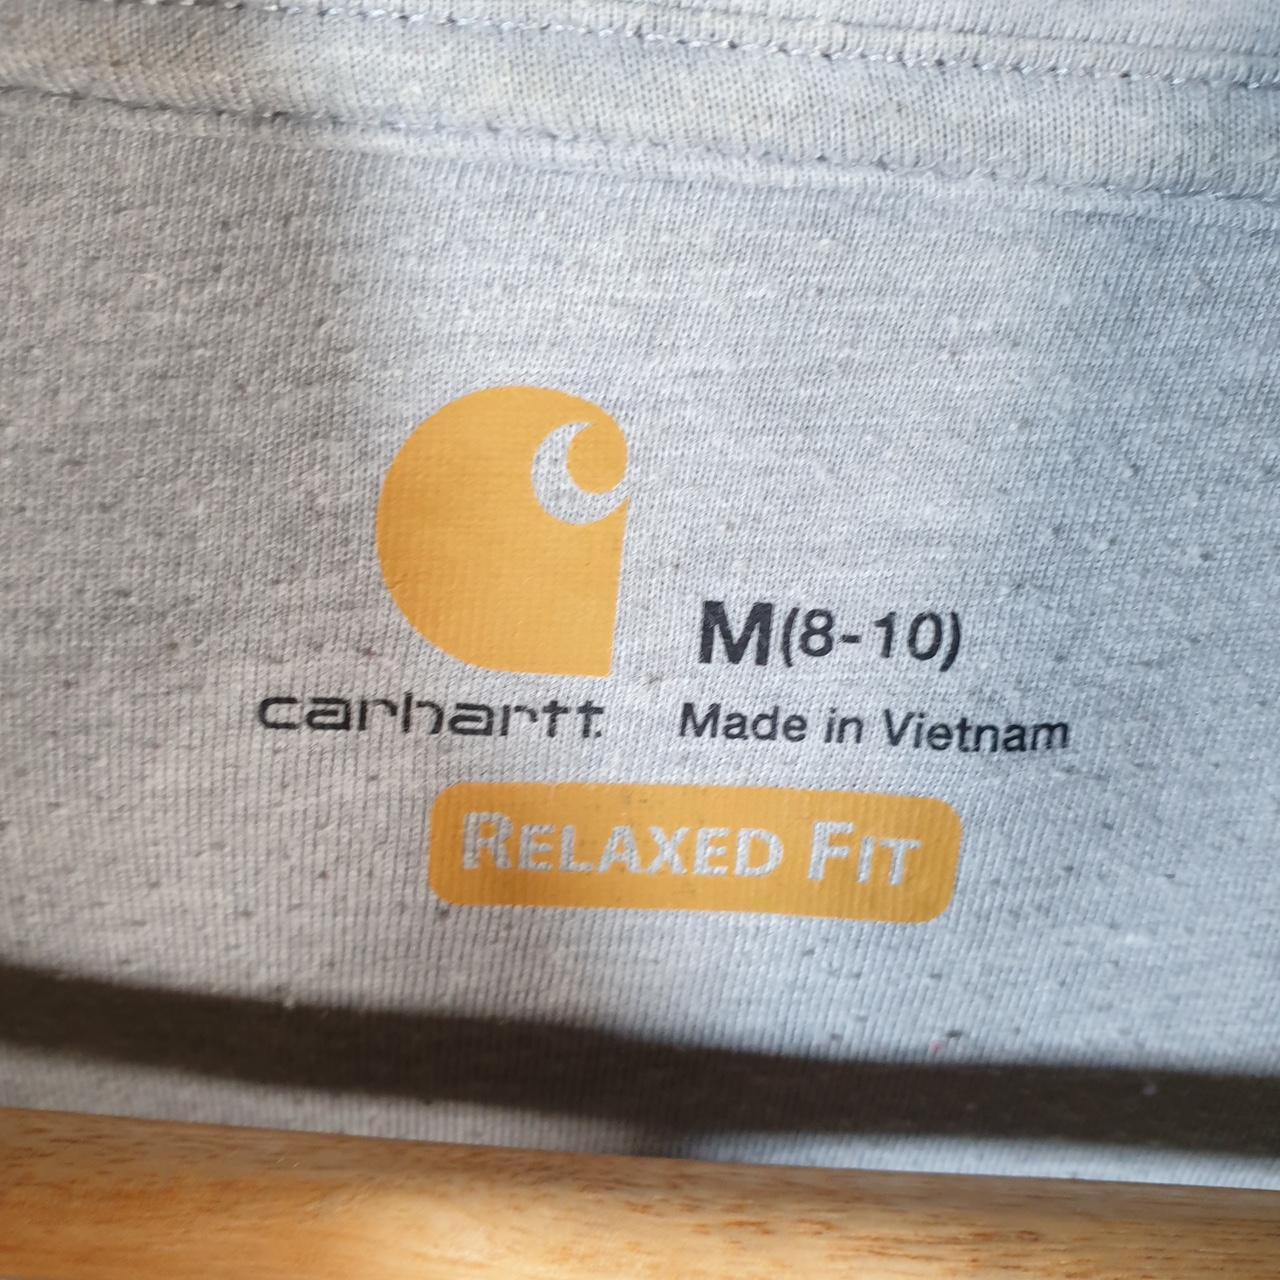 M(8-10)
carhartt.
Made in Vietnam
RELAXED FIT